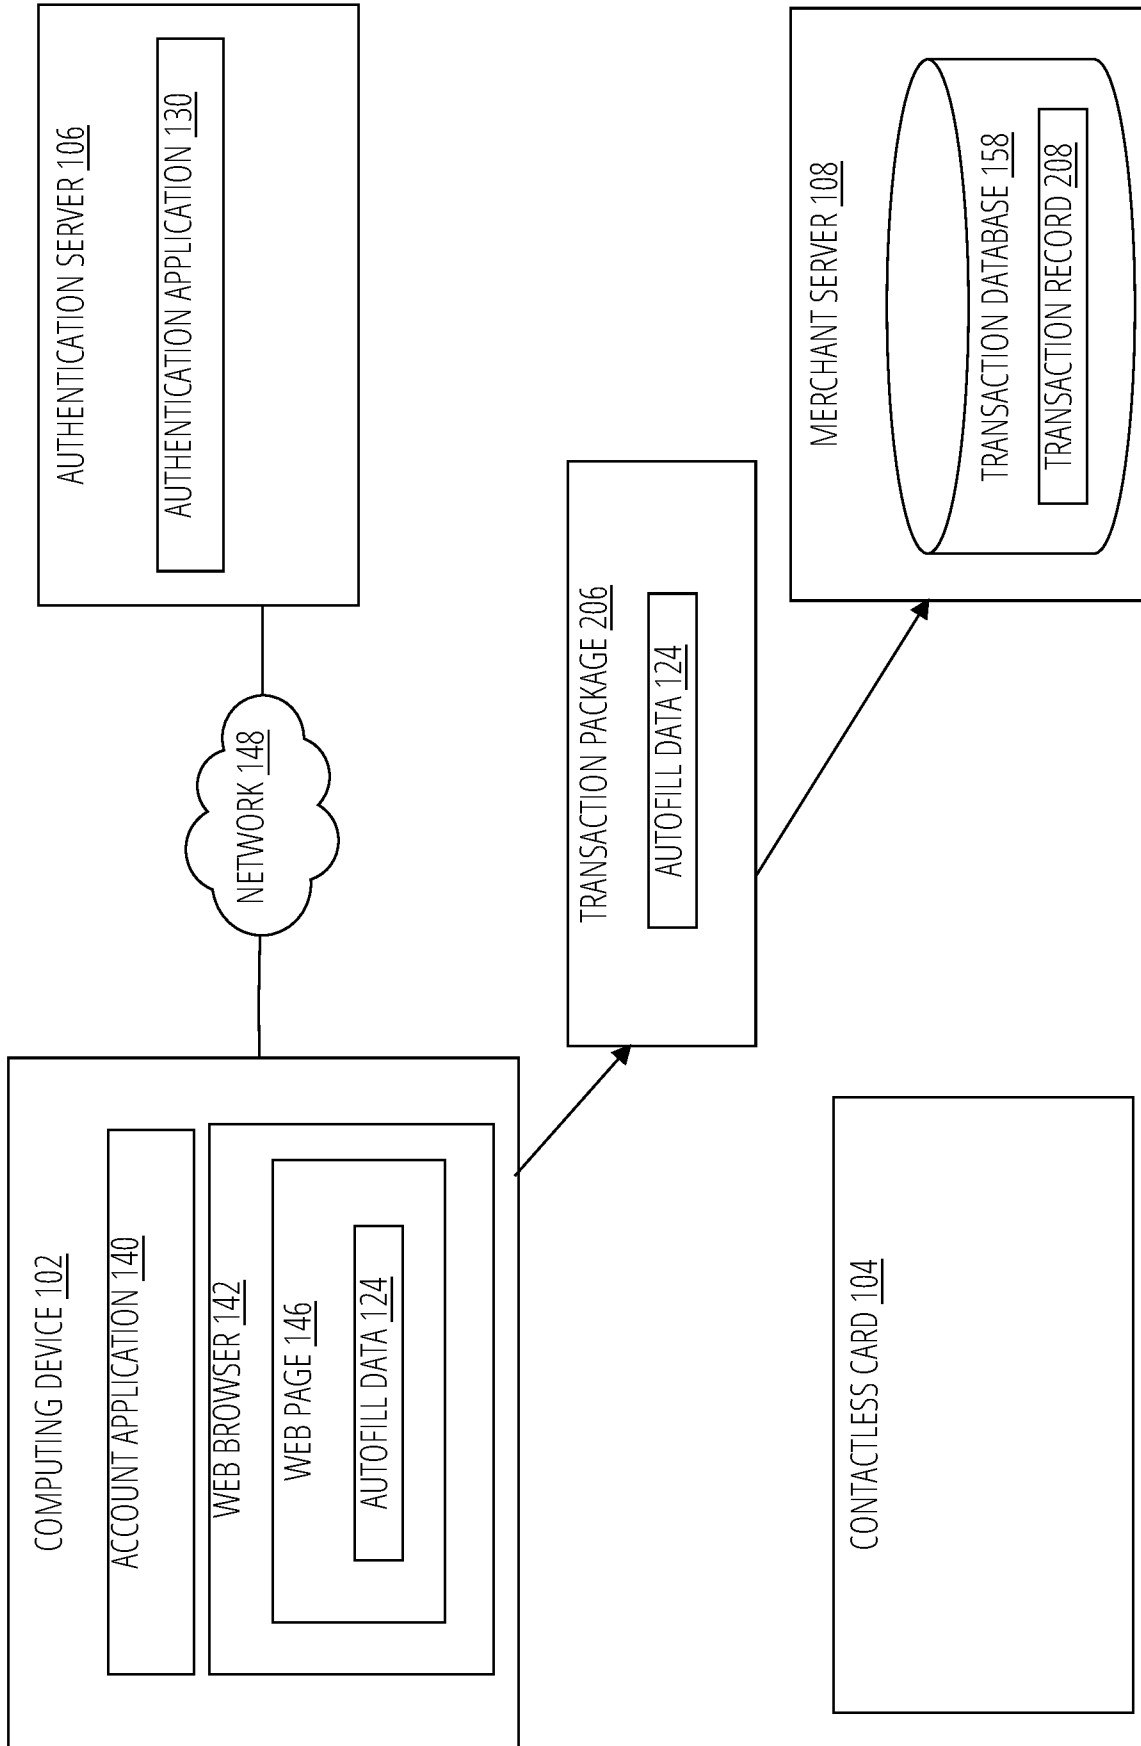 COMPUTING DEVICE 102
ACCOUNT APPLICATION 140
WEB BROWSER 142
WEB PAGE 146
AUTOFILL DATA 124
NETWORK 148
AUTHENTICATION SERVER 106
AUTHENTICATION APPLICATION 130
TRANSACTION PACKAGE 206
AUTOFILL DATA 124
CONTACTLESS CARD 104
MERCHANT SERVER 108
TRANSACTION DATABASE 158
TRANSACTION RECORD 208